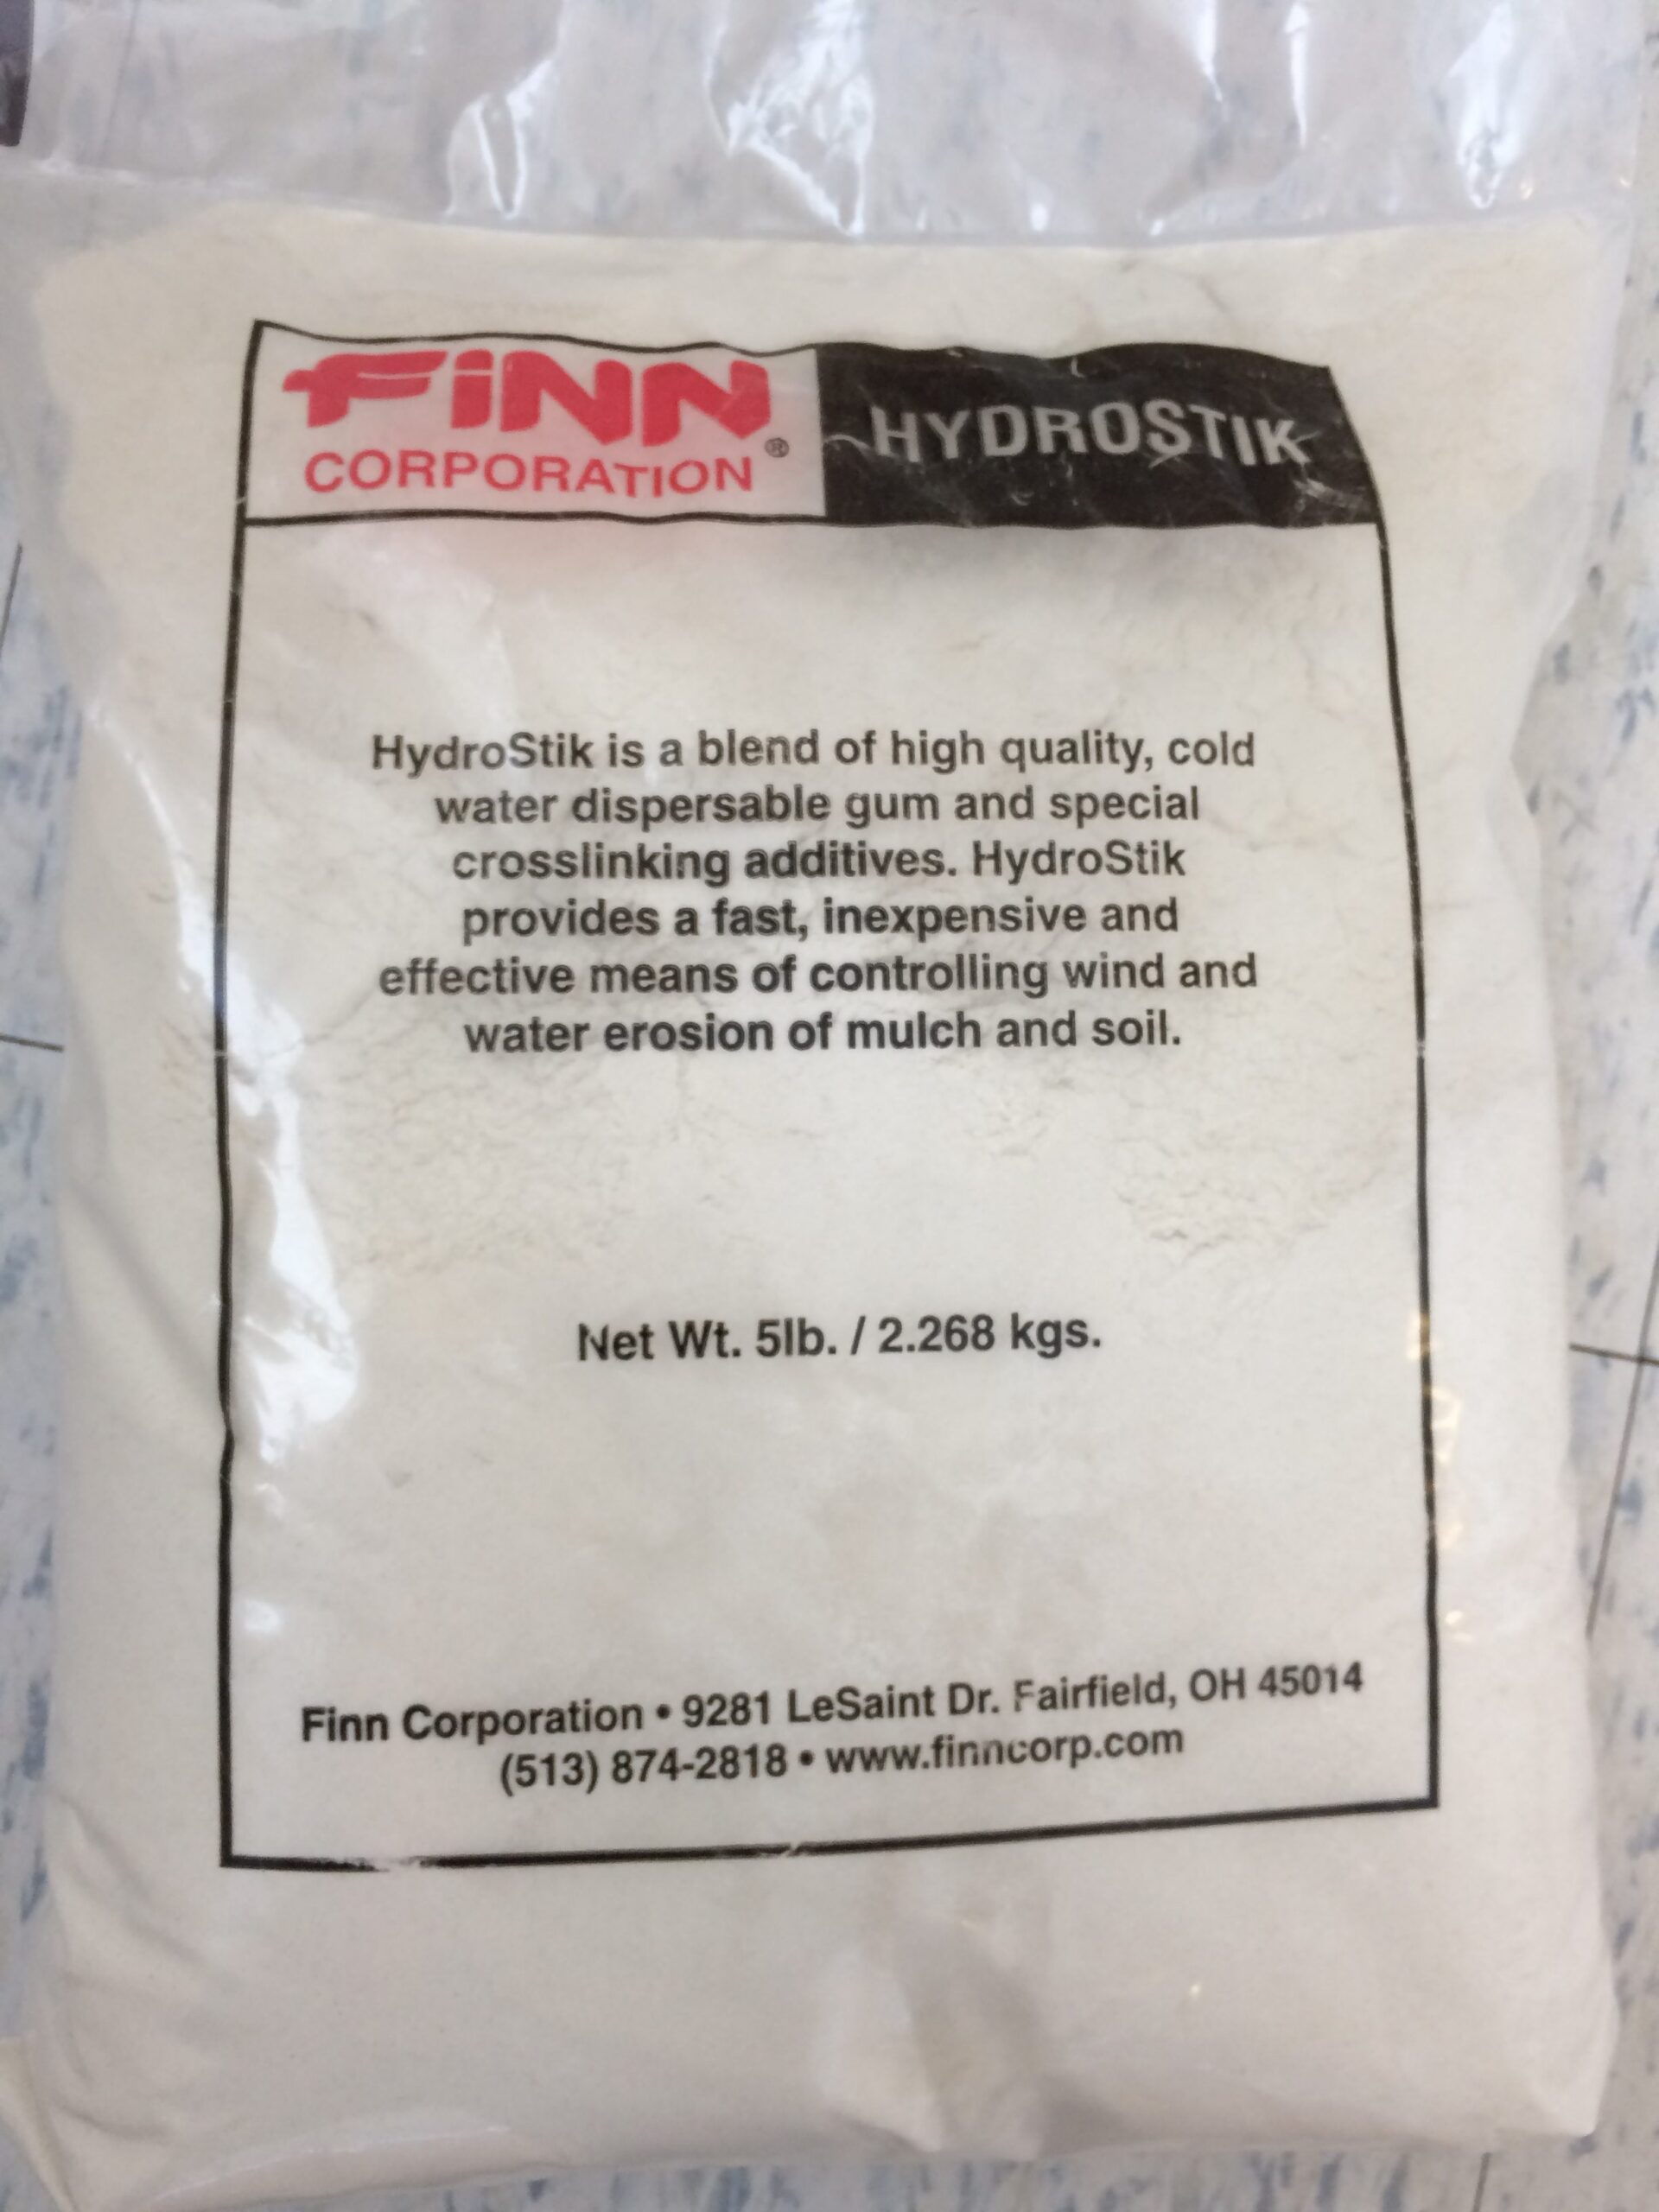 FINN
CORPORATION®
HYDROSTIK
HydroStik is a blend of high quality, cold
water dispersable gum and special
crosslinking additives. HydroStik
provides a fast, inexpensive and
effective means of controlling wind and
water erosion of mulch and soil.
Net Wt. 5lb. / 2.268 kgs.
Finn Corporation • 9281 LeSaint Dr. Fairfield, OH 45014
(513) 874-2818 • www.finncorp.com